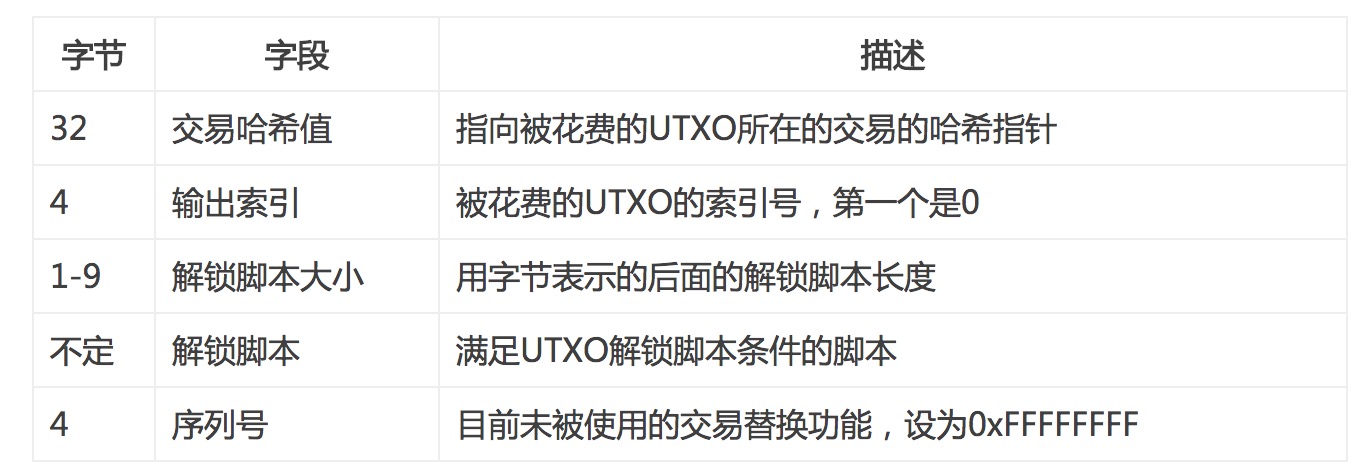 字节 字段 描述
32 交易哈希值 指向被花费的UTXO所在的交易的哈希指针
4 输出索引 被花费的UTXO的索引号，第一个是0
1-9 解锁脚本大小 用字节表示的后面的解锁脚本长度
不定 解锁脚本 满足UTXO解锁脚本条件的脚本
4 序列号 目前未被使用的交易替换功能，设为0xFFFFFFFF